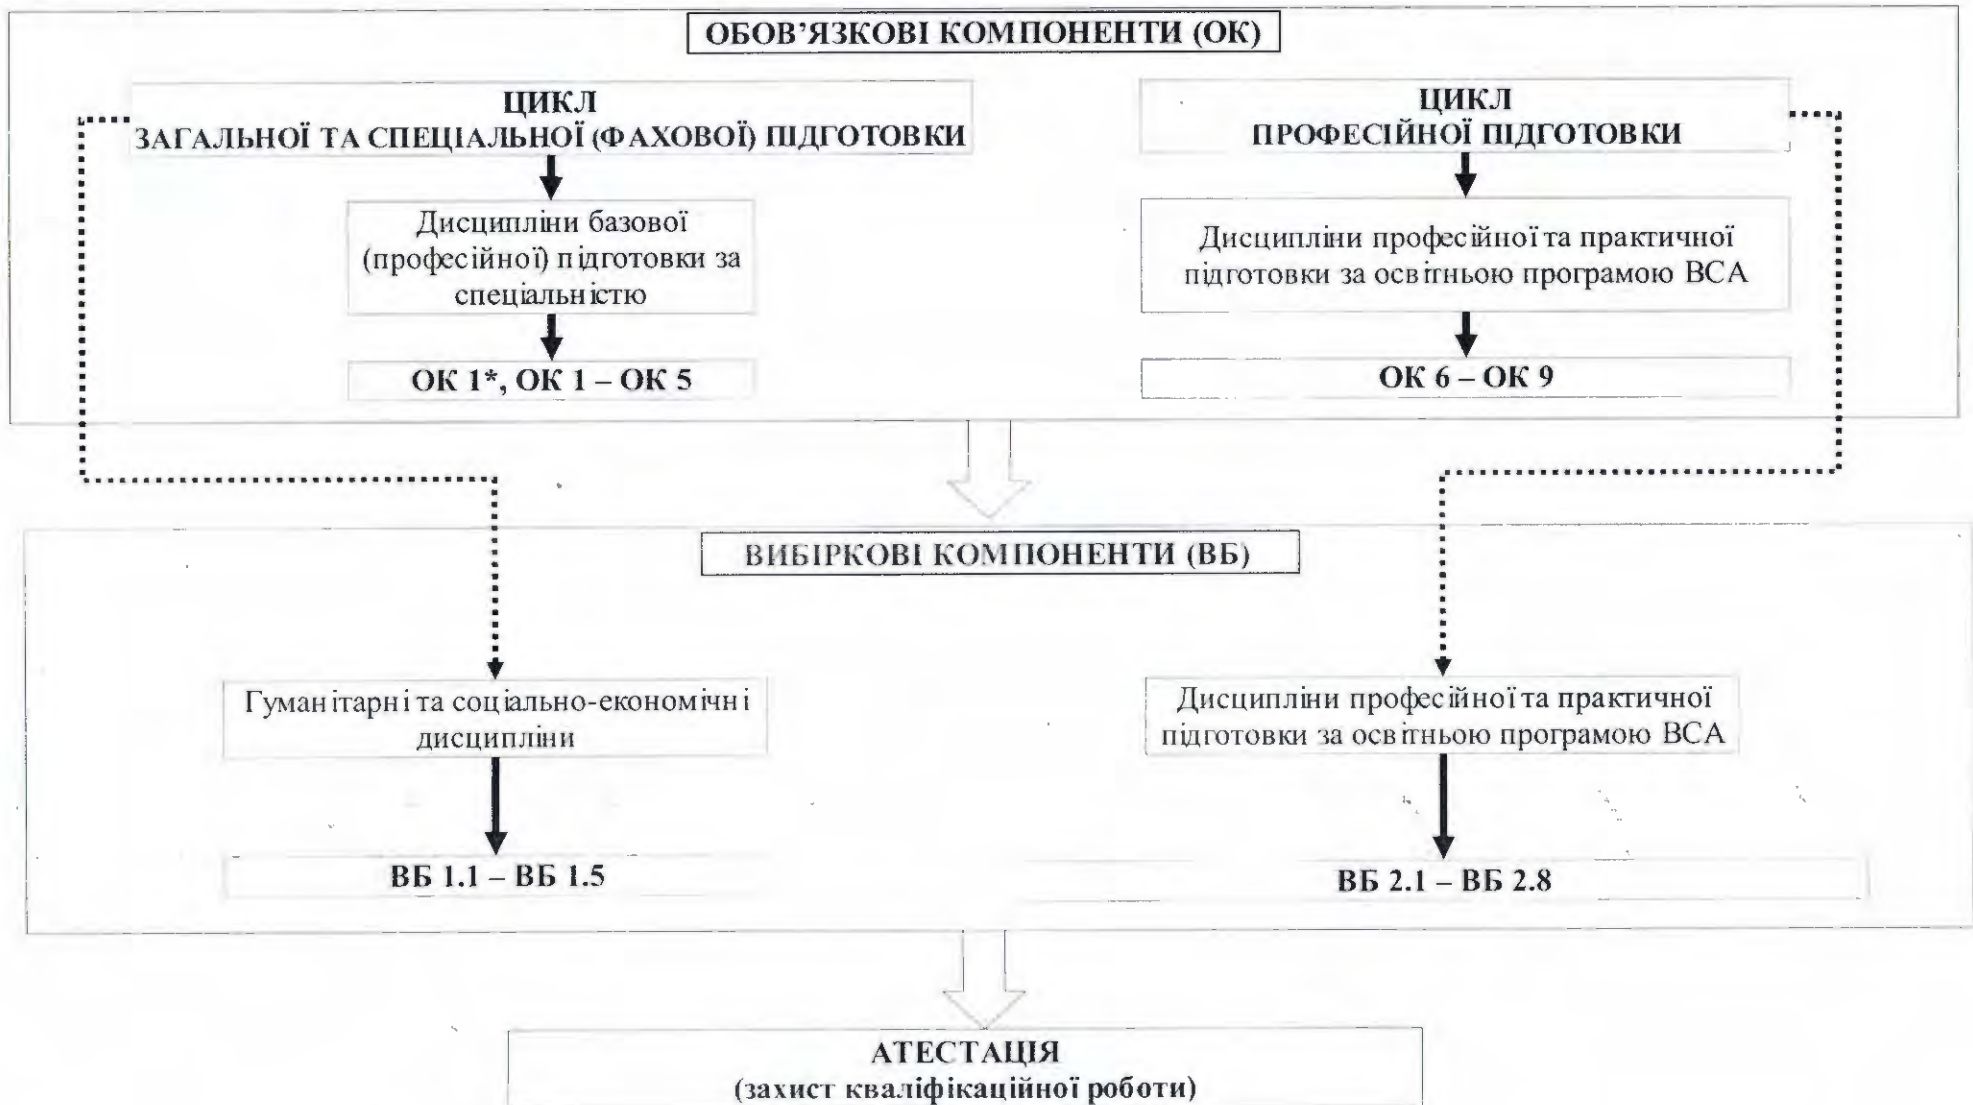 ОБОВ’ЯЗКОВІ КОМПОНЕНТИ (ОК)
ЦИКЛ
ЗАГАЛЬНОЇ ТА СПЕЦІАЛЬНОЇ (ФАХОВОЇ) ПІДГОТОВКИ
Дисципліни базової
(професійної) підготовки за
спеціальністю
ОК 1*, ОК 1 – ОК 5
ЦИКЛ
ПРОФЕСІЙНОЇ ПІДГОТОВКИ
Дисципліни професійної та практичної
підготовки за освітньою програмою ВСА
ОК 6 – ОК 9
ВИБІРКОВІ КОМПОНЕНТИ (ВБ)
Гуманітарні та соціально-економічні
дисципліни
ВБ 1.1 – ВБ 1.5
Дисципліни професійної та практичної
підготовки за освітньою програмою ВСА
ВБ 2.1 – ВБ 2.8
АТЕСТАЦІЯ
(захист кваліфікаційної роботи)